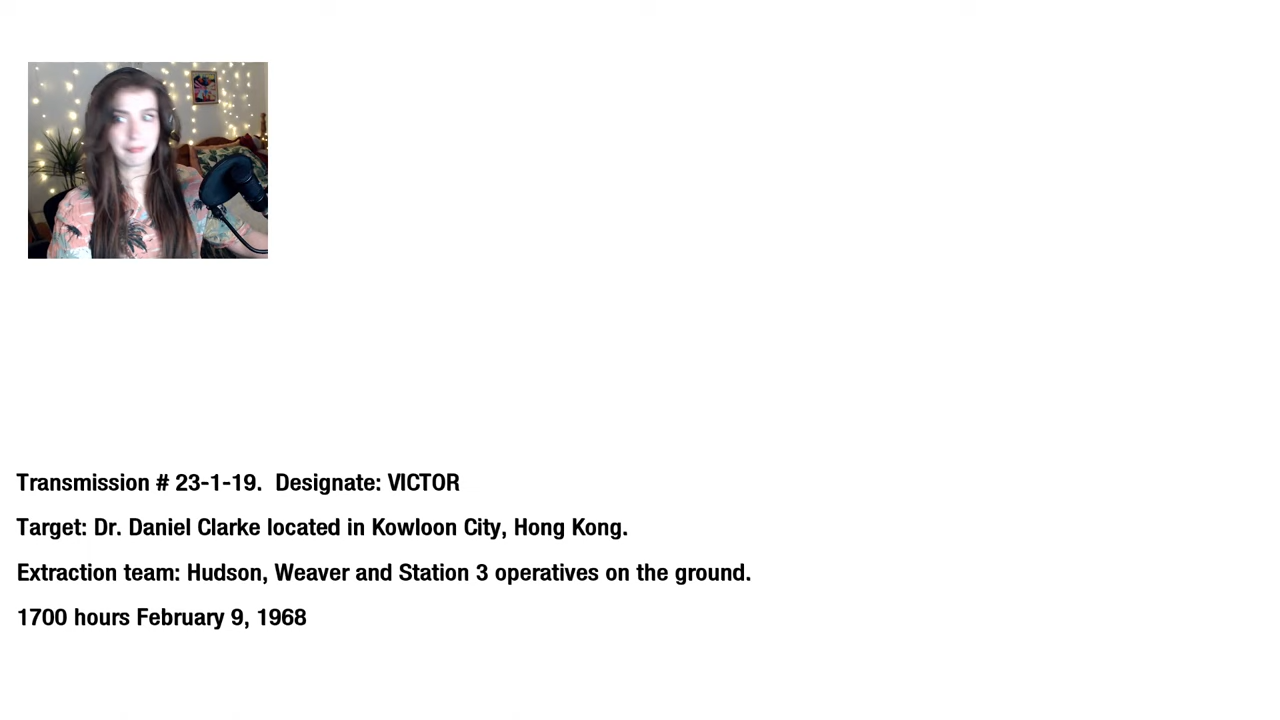 Transmission # 23-1-19.  Designate: VICTOR
Target: Dr. Daniel Clarke located in Kowloon City, Hong Kong.
Extraction team: Hudson, Weaver and Station 3 operatives on the ground.
1700 hours February 9, 1968